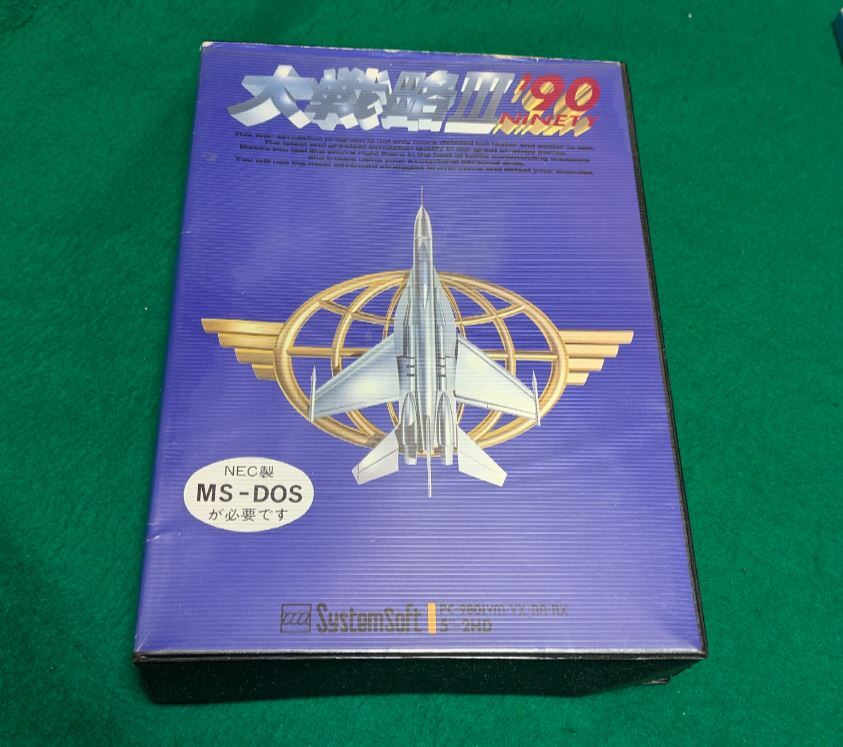 大戦略III '90
NINETY
This war simulation program is not only more detailed but faster and easier to use.
The latest and greatest simulation quality in our great strategy series.
Makes you feel like you're right there in the heat of battle commanding weapons
and troops using your exceptional personal skills.
You will use the most advanced strategies to over come and defeat your enemies.
NEC製
MS-DOS
が必要です
SystemSoft
PC-9801VM・VX/RA・RX
5"-2HD